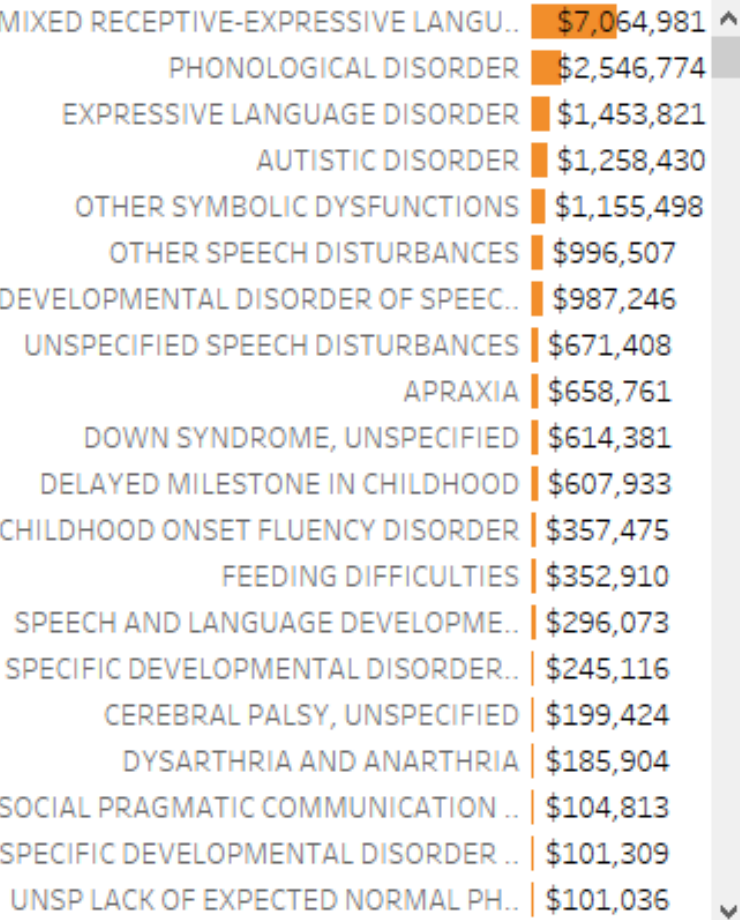 MIXED RECEPTIVE-EXPRESSIVE LANGU.. $7,064,981
PHONOLOGICAL DISORDER $2,546,774
EXPRESSIVE LANGUAGE DISORDER $1,453,821
AUTISTIC DISORDER $1,258,430
OTHER SYMBOLIC DYSFUNCTIONS $1,155,498
OTHER SPEECH DISTURBANCES $996,507
DEVELOPMENTAL DISORDER OF SPEEC.. $987,246
UNSPECIFIED SPEECH DISTURBANCES $671,408
APRAXIA $658,761
DOWN SYNDROME, UNSPECIFIED $614,381
DELAYED MILESTONE IN CHILDHOOD $607,933
CHILDHOOD ONSET FLUENCY DISORDER $357,475
FEEDING DIFFICULTIES $352,910
SPEECH AND LANGUAGE DEVELOPME.. $296,073
SPECIFIC DEVELOPMENTAL DISORDER.. $245,116
CEREBRAL PALSY, UNSPECIFIED $199,424
DYSARTHRIA AND ANARTHRIA $185,904
SOCIAL PRAGMATIC COMMUNICATION .. $104,813
SPECIFIC DEVELOPMENTAL DISORDER .. $101,309
UNSP LACK OF EXPECTED NORMAL PH.. $101,036